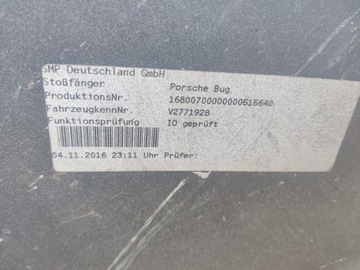 SMP Deutschland GmbH
Stoßfänger Porsche Bug
ProduktionsNr. 16800700000000616640
FahrzeugkennNr. V2771928
Funktionsprüfung IO geprüft
04.11.2016 23:11 Uhr Prüfer: